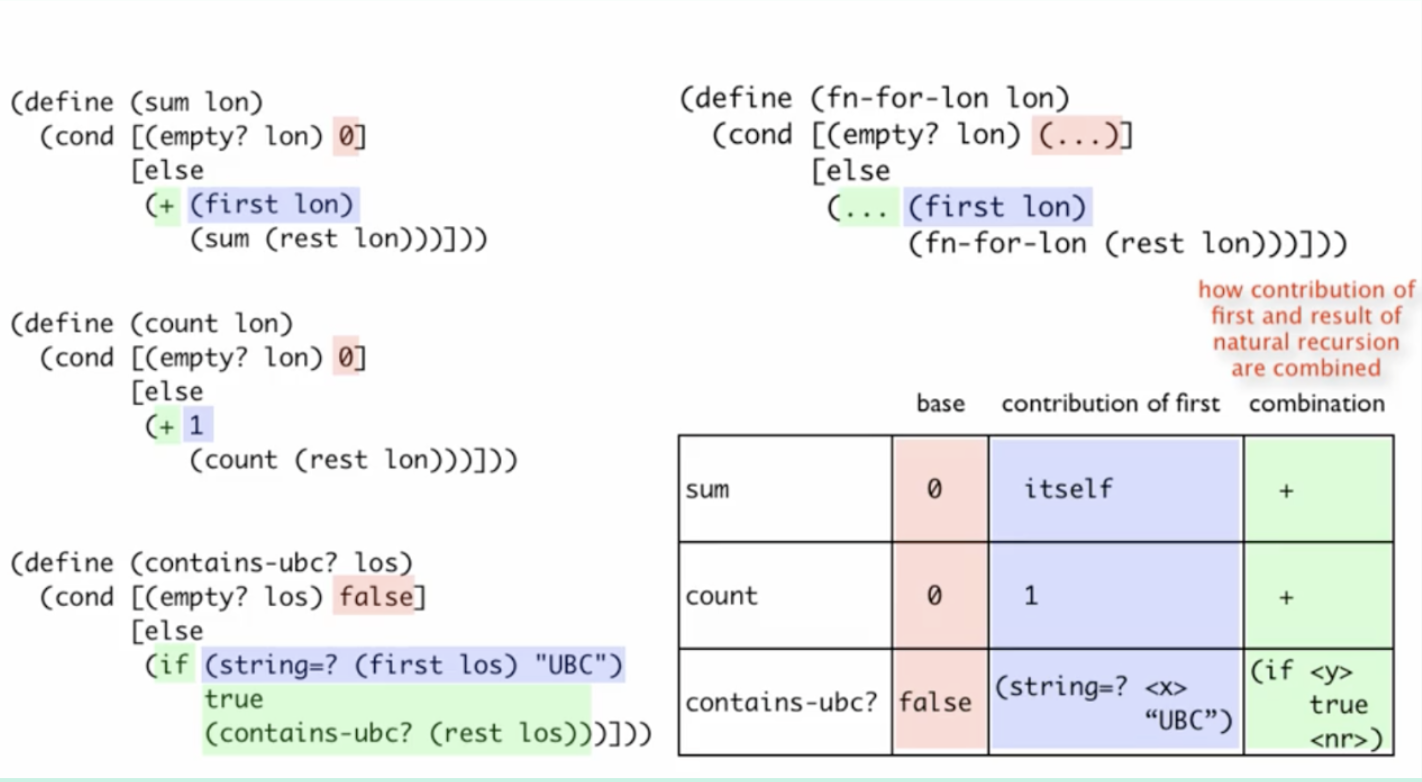 (define (sum lon)
(cond [(empty? lon) 0]
[else
(+ (first lon)
(sum (rest lon)))]))
(define (count lon)
(cond [(empty? lon) 0]
[else
(+ 1
(count (rest lon)))]))
(define (contains-ubc? los)
(cond [(empty? los) false]
[else
(if (string=? (first los) "UBC")
true
(contains-ubc? (rest los)))]))
(define (fn-for-lon lon)
(cond [(empty? lon) (...)]
[else
(... (first lon)
(fn-for-lon (rest lon)))]))
how contribution of
first and result of
natural recursion
are combined
base contribution of first combination
sum 0 itself +
count 0 1 +
contains-ubc? false (string=? <x> “UBC”) (if <y> true <nr>)